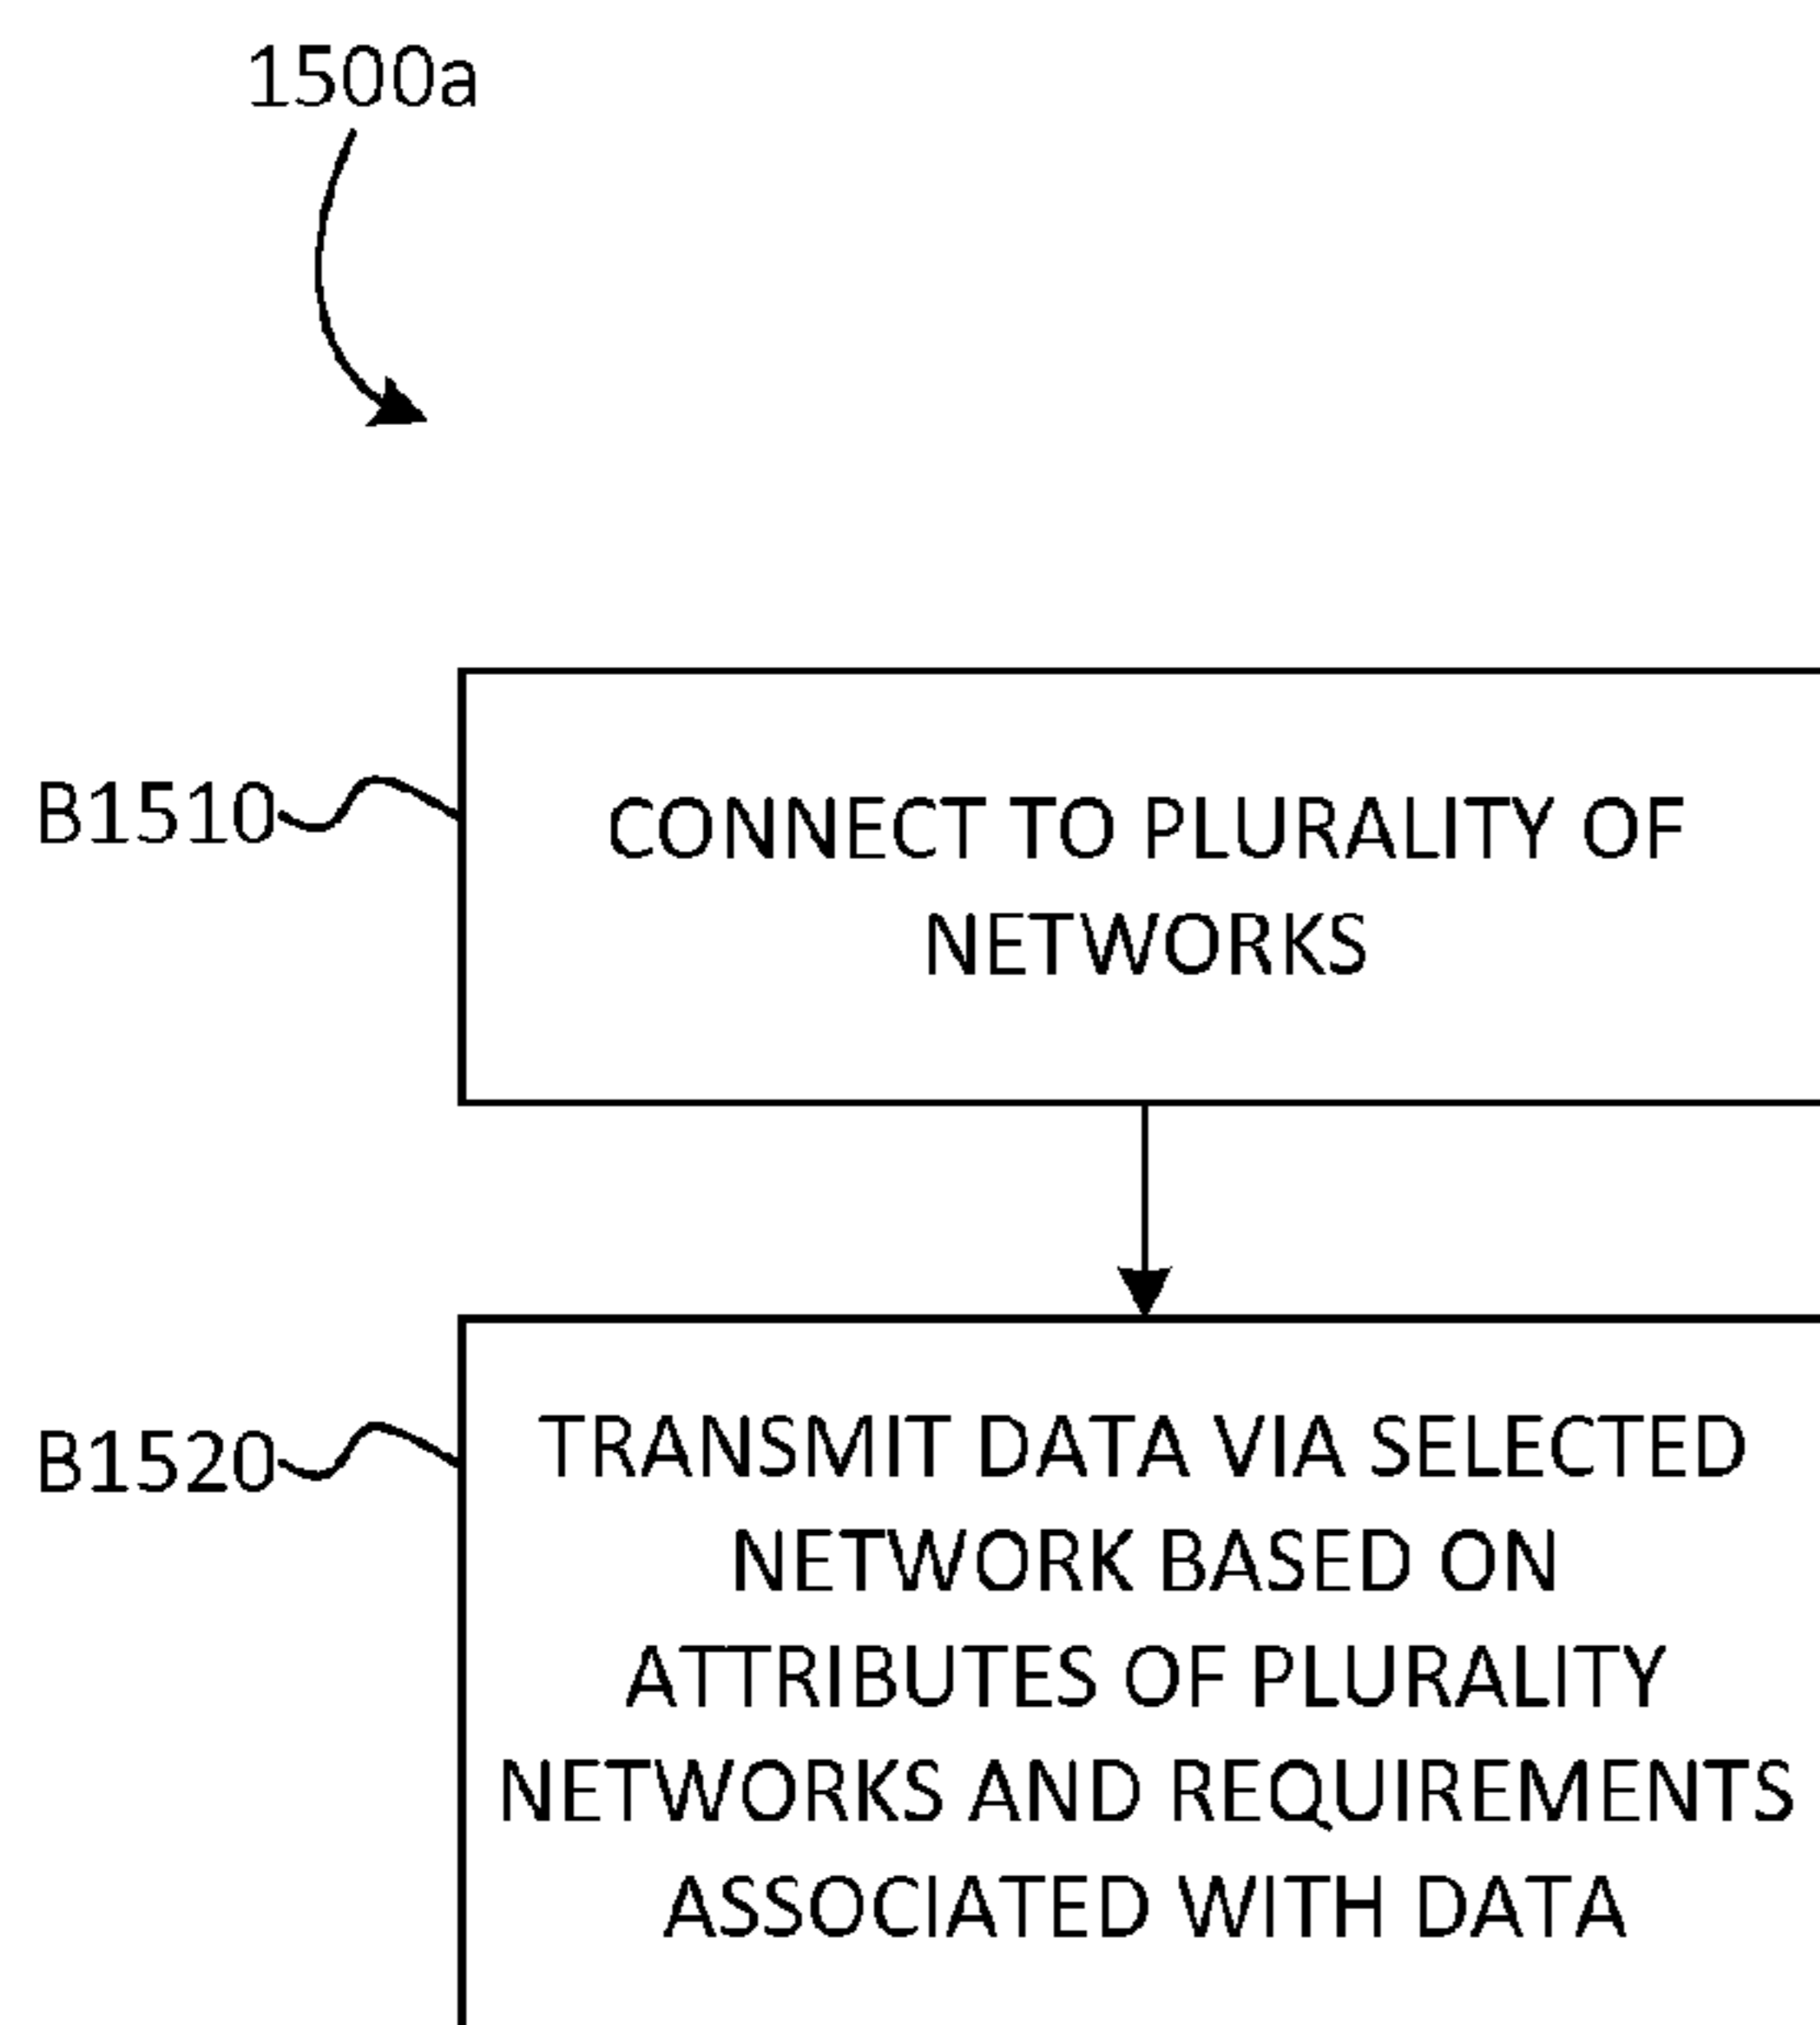 1500a
B1510
CONNECT TO PLURALITY OF
NETWORKS
B1520
TRANSMIT DATA VIA SELECTED
NETWORK BASED ON
ATTRIBUTES OF PLURALITY
NETWORKS AND REQUIREMENTS
ASSOCIATED WITH DATA